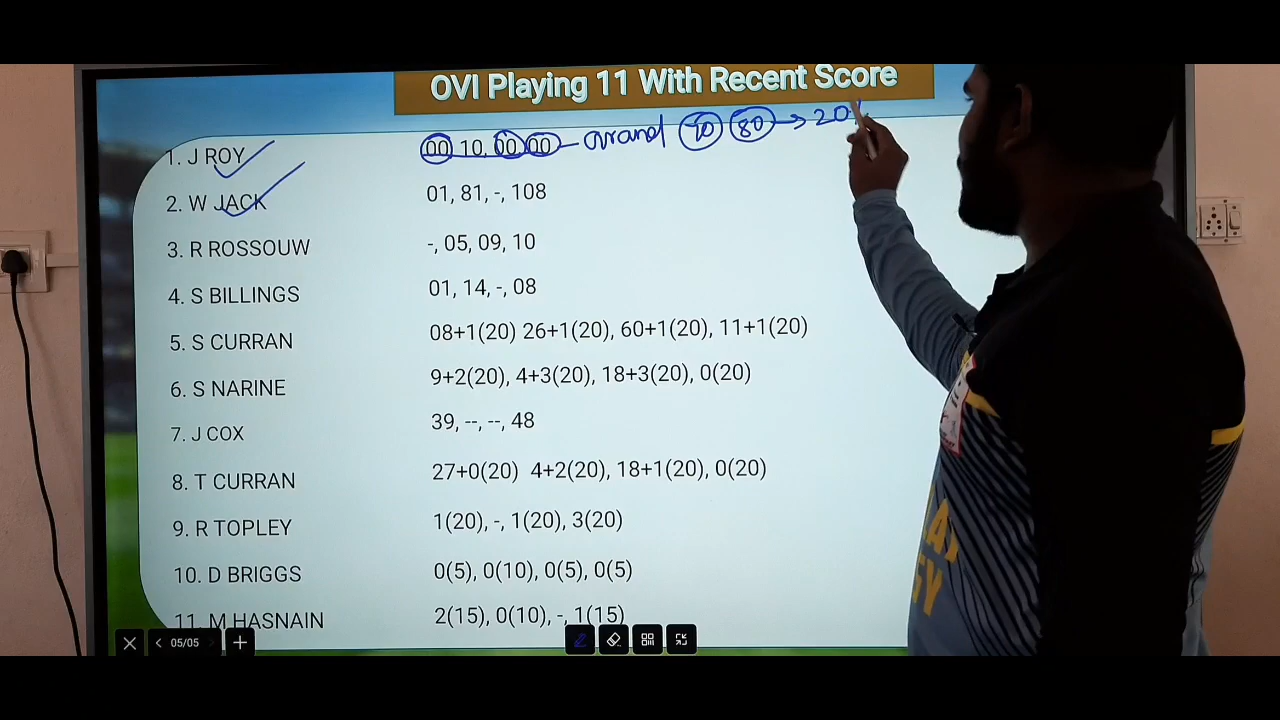 OVI Playing 11 With Recent Score
1. J ROY 00 10, 00 00 – around 70 80 → 20
2. W JACK 01, 81, -, 108
3. R ROSSOUW -, 05, 09, 10
4. S BILLINGS 01, 14, -, 08
5. S CURRAN 08+1(20) 26+1(20), 60+1(20), 11+1(20)
6. S NARINE 9+2(20), 4+3(20), 18+3(20), 0(20)
7. J COX 39, --, --, 48
8. T CURRAN 27+0(20) 4+2(20), 18+1(20), 0(20)
9. R TOPLEY 1(20), -, 1(20), 3(20)
10. D BRIGGS 0(5), 0(10), 0(5), 0(5)
11. M HASNAIN 2(15), 0(10), -, 1(15)
05/05